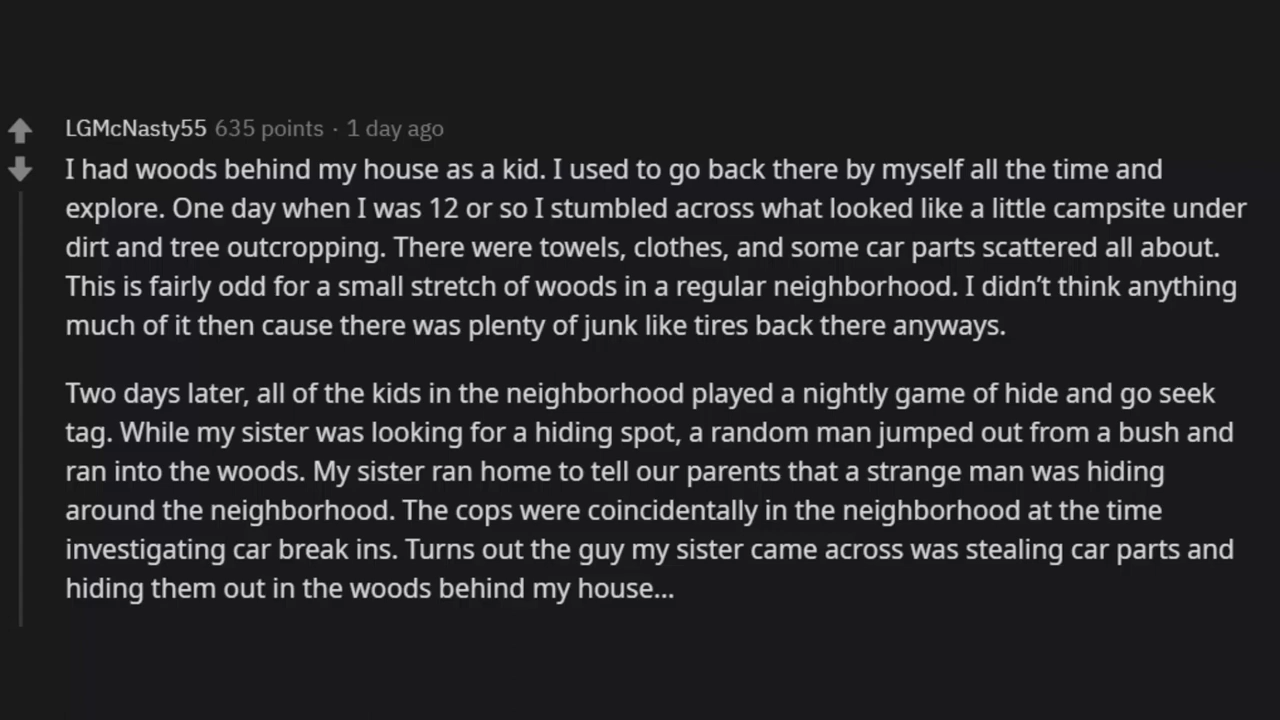 LGMcNasty55 635 points · 1 day ago
I had woods behind my house as a kid. I used to go back there by myself all the time and
explore. One day when I was 12 or so I stumbled across what looked like a little campsite under
dirt and tree outcropping. There were towels, clothes, and some car parts scattered all about.
This is fairly odd for a small stretch of woods in a regular neighborhood. I didn’t think anything
much of it then cause there was plenty of junk like tires back there anyways.
Two days later, all of the kids in the neighborhood played a nightly game of hide and go seek
tag. While my sister was looking for a hiding spot, a random man jumped out from a bush and
ran into the woods. My sister ran home to tell our parents that a strange man was hiding
around the neighborhood. The cops were coincidentally in the neighborhood at the time
investigating car break ins. Turns out the guy my sister came across was stealing car parts and
hiding them out in the woods behind my house...